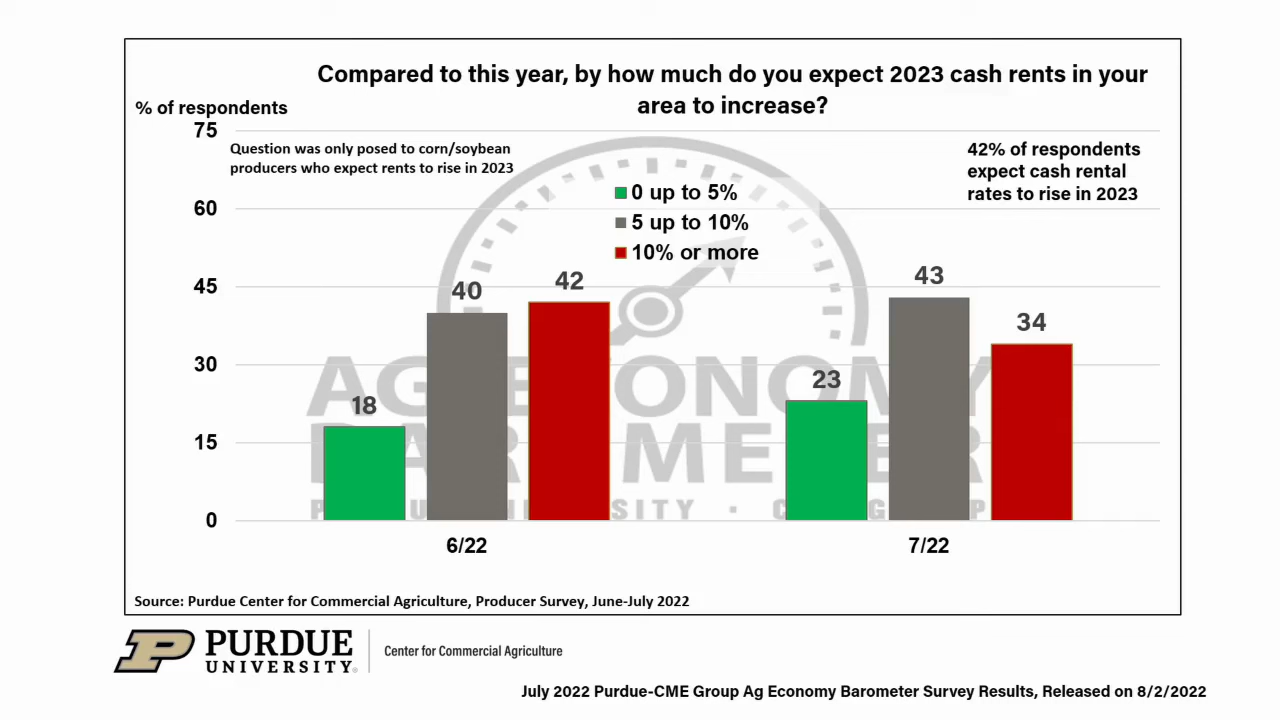 Compared to this year, by how much do you expect 2023 cash rents in your
area to increase?
% of respondents
Question was only posed to corn/soybean
producers who expect rents to rise in 2023
42% of respondents
expect cash rental
rates to rise in 2023
0 up to 5%
5 up to 10%
10% or more
75
60
45
30
15
0
18
40
42
23
43
34
6/22
7/22
AG ECONOMY
BAROMETER
Source: Purdue Center for Commercial Agriculture, Producer Survey, June-July 2022
P PURDUE
UNIVERSITY®
Center for Commercial Agriculture
July 2022 Purdue-CME Group Ag Economy Barometer Survey Results, Released on 8/2/2022